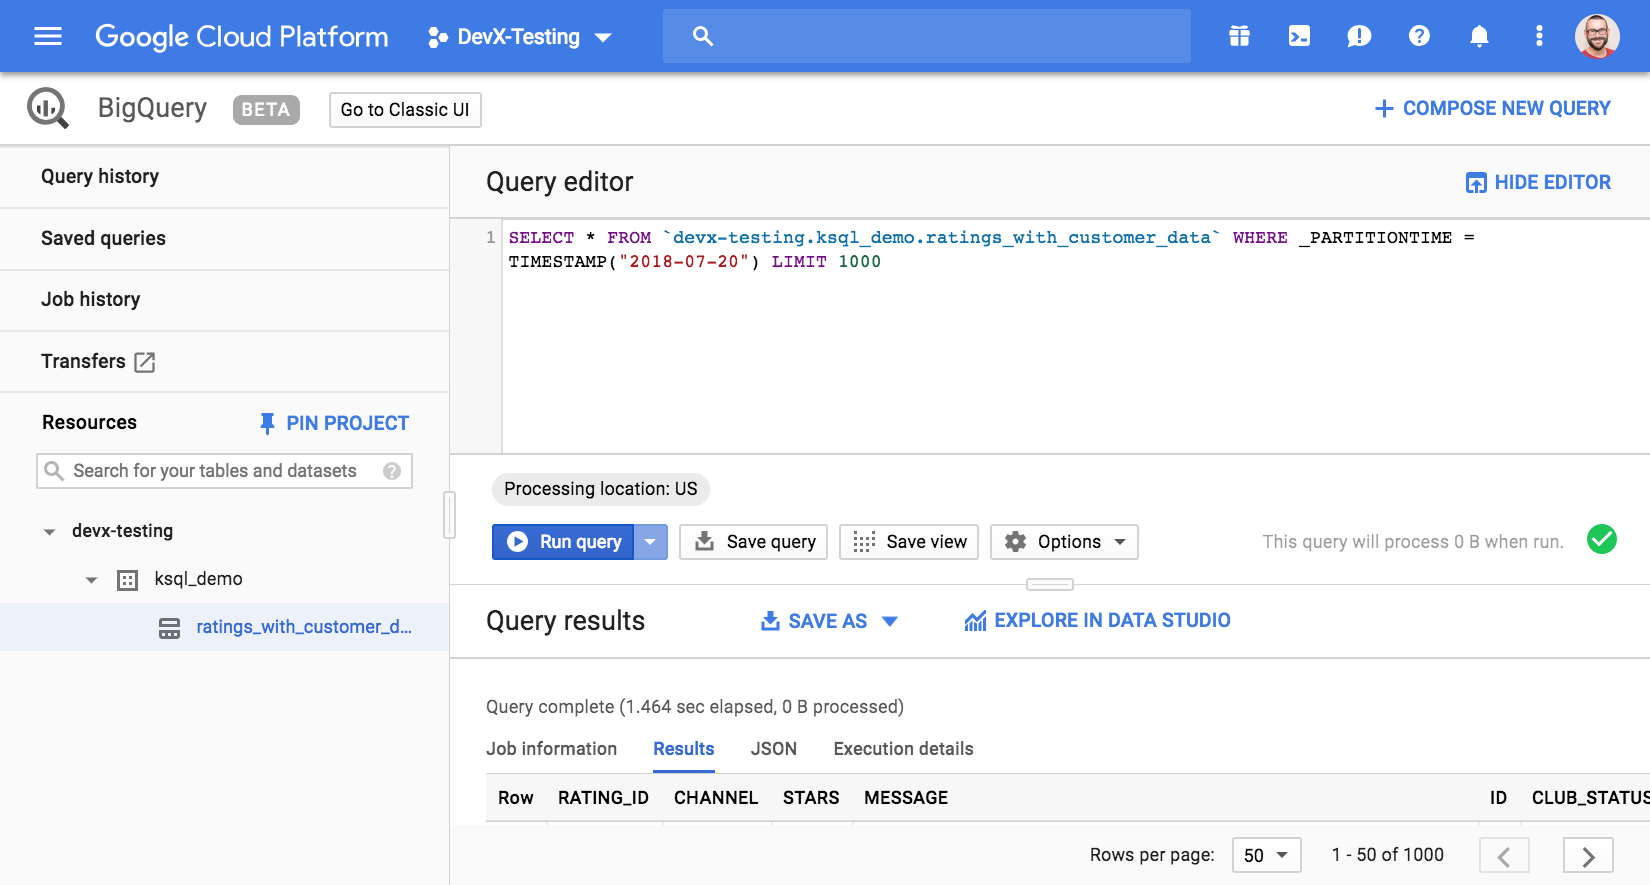 Google Cloud Platform
DevX-Testing
BigQuery
BETA
Go to Classic UI
COMPOSE NEW QUERY
Query history
Saved queries
Job history
Transfers
Resources
PIN PROJECT
Search for your tables and datasets
devx-testing
ksql_demo
ratings_with_customer_d...
Query editor
HIDE EDITOR
1 SELECT * FROM `devx-testing.ksql_demo.ratings_with_customer_data` WHERE _PARTITIONTIME =
TIMESTAMP("2018-07-20") LIMIT 1000
Processing location: US
Run query
Save query
Save view
Options
This query will process 0 B when run.
Query results
SAVE AS
EXPLORE IN DATA STUDIO
Query complete (1.464 sec elapsed, 0 B processed)
Job information
Results
JSON
Execution details
Row RATING_ID CHANNEL STARS MESSAGE ID CLUB_STATUS
Rows per page: 50 1 - 50 of 1000